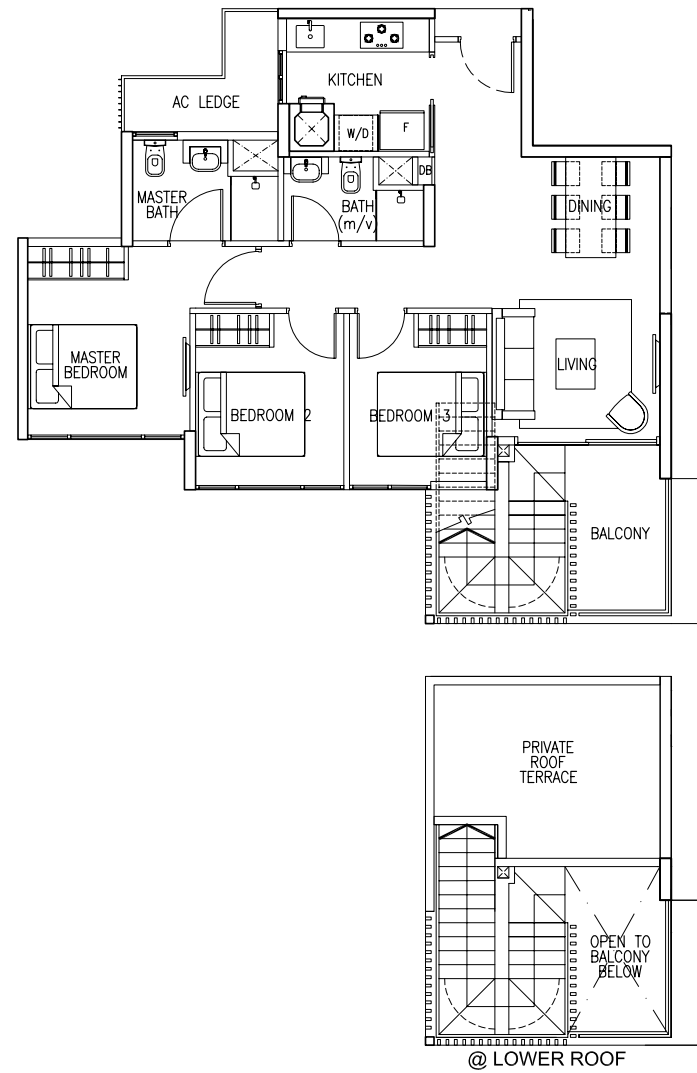 KITCHEN
AC LEDGE
W/D
F
MASTER
BATH
BATH
(m/v)
DB
DINING
MASTER
BEDROOM
BEDROOM 2
BEDROOM 3
LIVING
BALCONY
PRIVATE
ROOF
TERRACE
OPEN TO
BALCONY
BELOW
@ LOWER ROOF